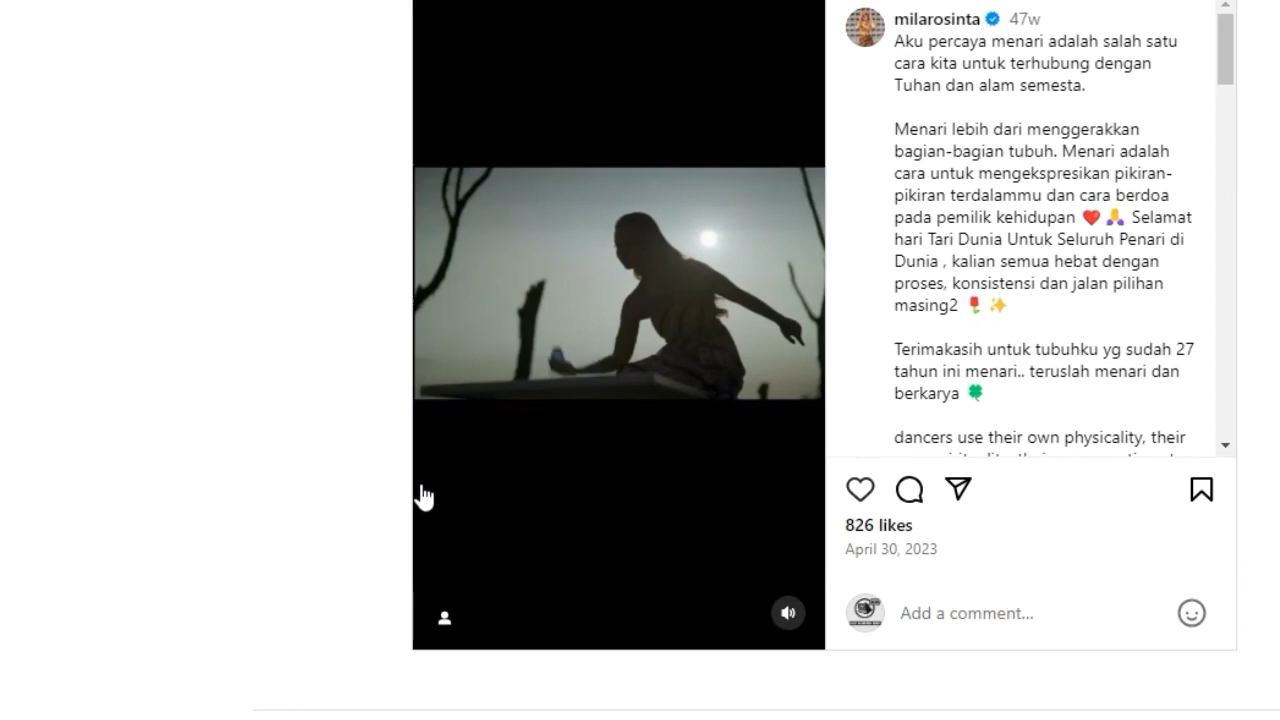 milarosinta 47w
Aku percaya menari adalah salah satu
cara kita untuk terhubung dengan
Tuhan dan alam semesta.
Menari lebih dari menggerakkan
bagian-bagian tubuh. Menari adalah
cara untuk mengekspresikan pikiran-
pikiran terdalammu dan cara berdoa
pada pemilik kehidupan ❤️ 🙏 Selamat
hari Tari Dunia Untuk Seluruh Penari di
Dunia , kalian semua hebat dengan
proses, konsistensi dan jalan pilihan
masing2 🌷 ✨
Terimakasih untuk tubuhku yg sudah 27
tahun ini menari.. teruslah menari dan
berkarya 🍀
dancers use their own physicality, their
826 likes
April 30, 2023
Add a comment...